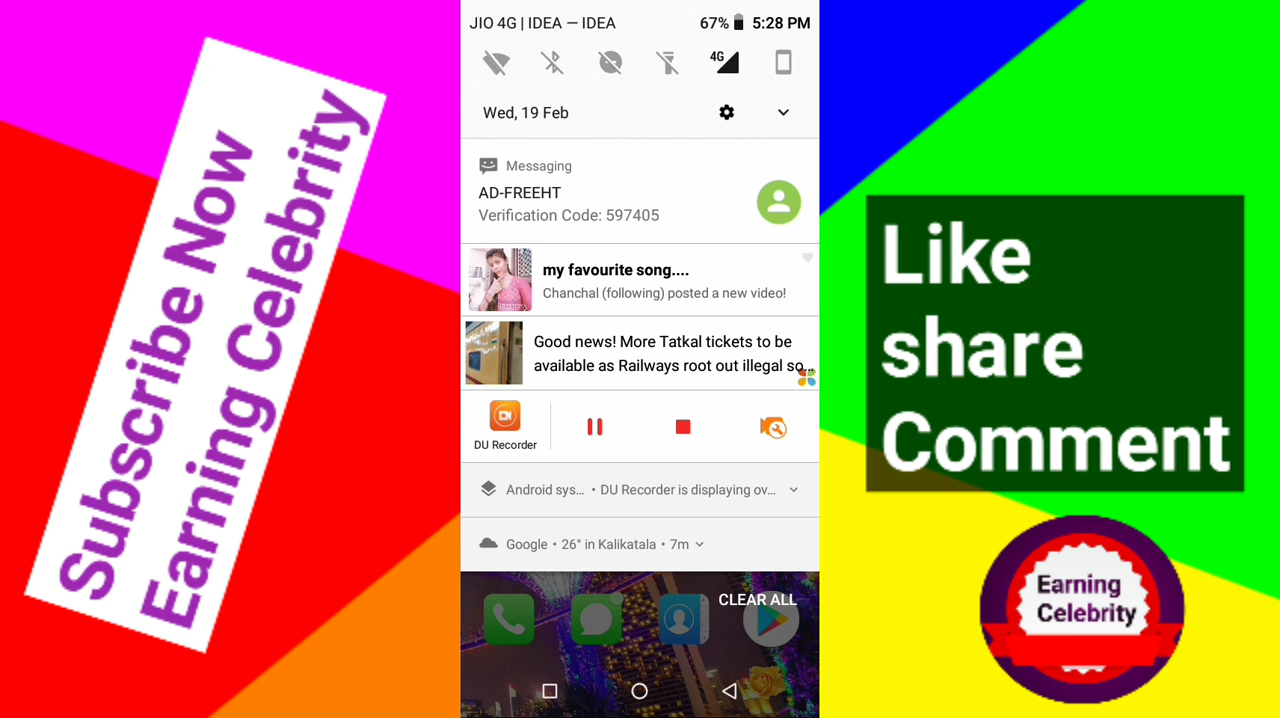 Subscribe Now
Earning Celebrity
JIO 4G | IDEA — IDEA
67%
5:28 PM
4G
Wed, 19 Feb
Messaging
AD-FREEHT
Verification Code: 597405
my favourite song....
Chanchal (following) posted a new video!
Good news! More Tatkal tickets to be
available as Railways root out illegal so...
DU Recorder
Android sys... • DU Recorder is displaying ov...
Google • 26° in Kalikatala • 7m
CLEAR ALL
Like
share
Comment
Earning
Celebrity